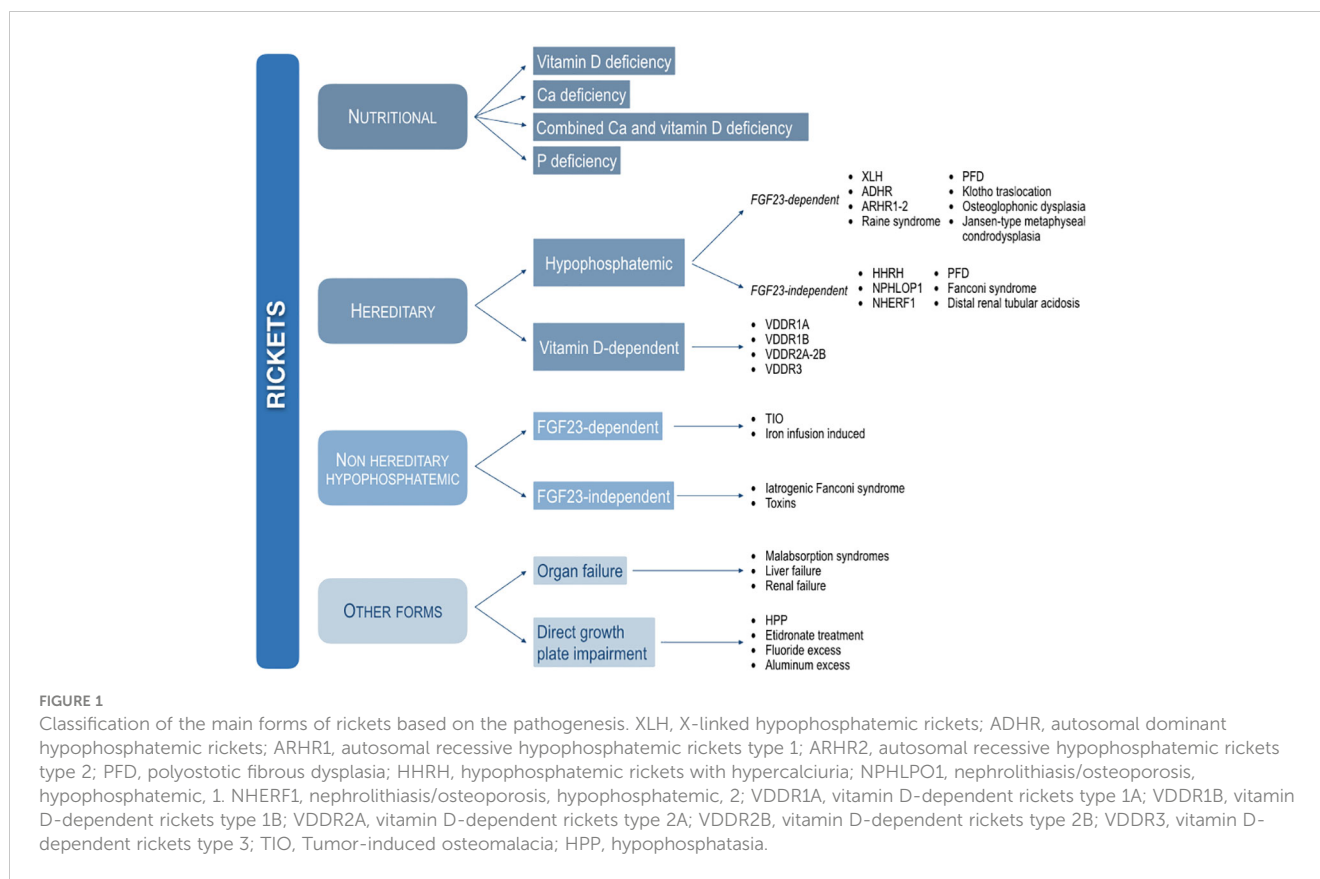 RICKETS
NUTRITIONAL
Vitamin D deficiency
Ca deficiency
Combined Ca and vitamin D deficiency
P deficiency
HEREDITARY
Hypophosphatemic
FGF23-dependent
• XLH
• ADHR
• ARHR1-2
• Raine syndrome
• PFD
• Klotho traslocation
• Osteoglophonic dysplasia
• Jansen-type metaphyseal
condrodysplasia
FGF23-independent
• HHRH
• NPHLOP1
• NHERF1
• PFD
• Fanconi syndrome
• Distal renal tubular acidosis
Vitamin D-dependent
• VDDR1A
• VDDR1B
• VDDR2A-2B
• VDDR3
NON HEREDITARY
HYPOPHOSPHATEMIC
FGF23-dependent
• TIO
• Iron infusion induced
FGF23-independent
• Iatrogenic Fanconi syndrome
• Toxins
OTHER FORMS
Organ failure
• Malabsorption syndromes
• Liver failure
• Renal failure
Direct growth
plate impairment
• HPP
• Etidronate treatment
• Fluoride excess
• Aluminum excess
FIGURE 1
Classification of the main forms of rickets based on the pathogenesis. XLH, X-linked hypophosphatemic rickets; ADHR, autosomal dominant
hypophosphatemic rickets; ARHR1, autosomal recessive hypophosphatemic rickets type 1; ARHR2, autosomal recessive hypophosphatemic rickets
type 2; PFD, polyostotic fibrous dysplasia; HHRH, hypophosphatemic rickets with hypercalciuria; NPHLPO1, nephrolithiasis/osteoporosis,
hypophosphatemic, 1. NHERF1, nephrolithiasis/osteoporosis, hypophosphatemic, 2; VDDR1A, vitamin D-dependent rickets type 1A; VDDR1B, vitamin
D-dependent rickets type 1B; VDDR2A, vitamin D-dependent rickets type 2A; VDDR2B, vitamin D-dependent rickets type 2B; VDDR3, vitamin D-
dependent rickets type 3; TIO, Tumor-induced osteomalacia; HPP, hypophosphatasia.